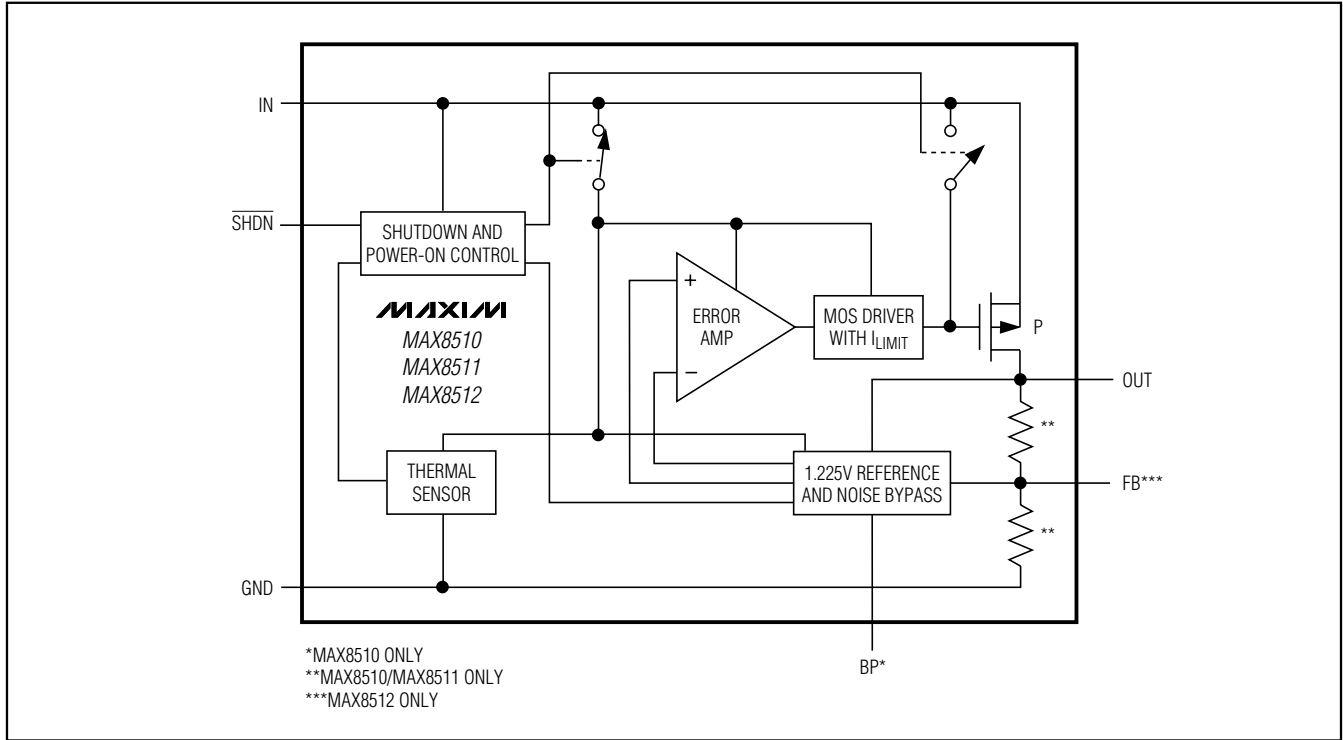 IN
SHDN
SHUTDOWN AND
POWER-ON CONTROL
MAXIM
MAX8510
MAX8511
MAX8512
+
ERROR
AMP
−
MOS DRIVER
WITH ILIMIT
P
OUT
**
THERMAL
SENSOR
1.225V REFERENCE
AND NOISE BYPASS
FB***
**
GND
BP*
*MAX8510 ONLY
**MAX8510/MAX8511 ONLY
***MAX8512 ONLY